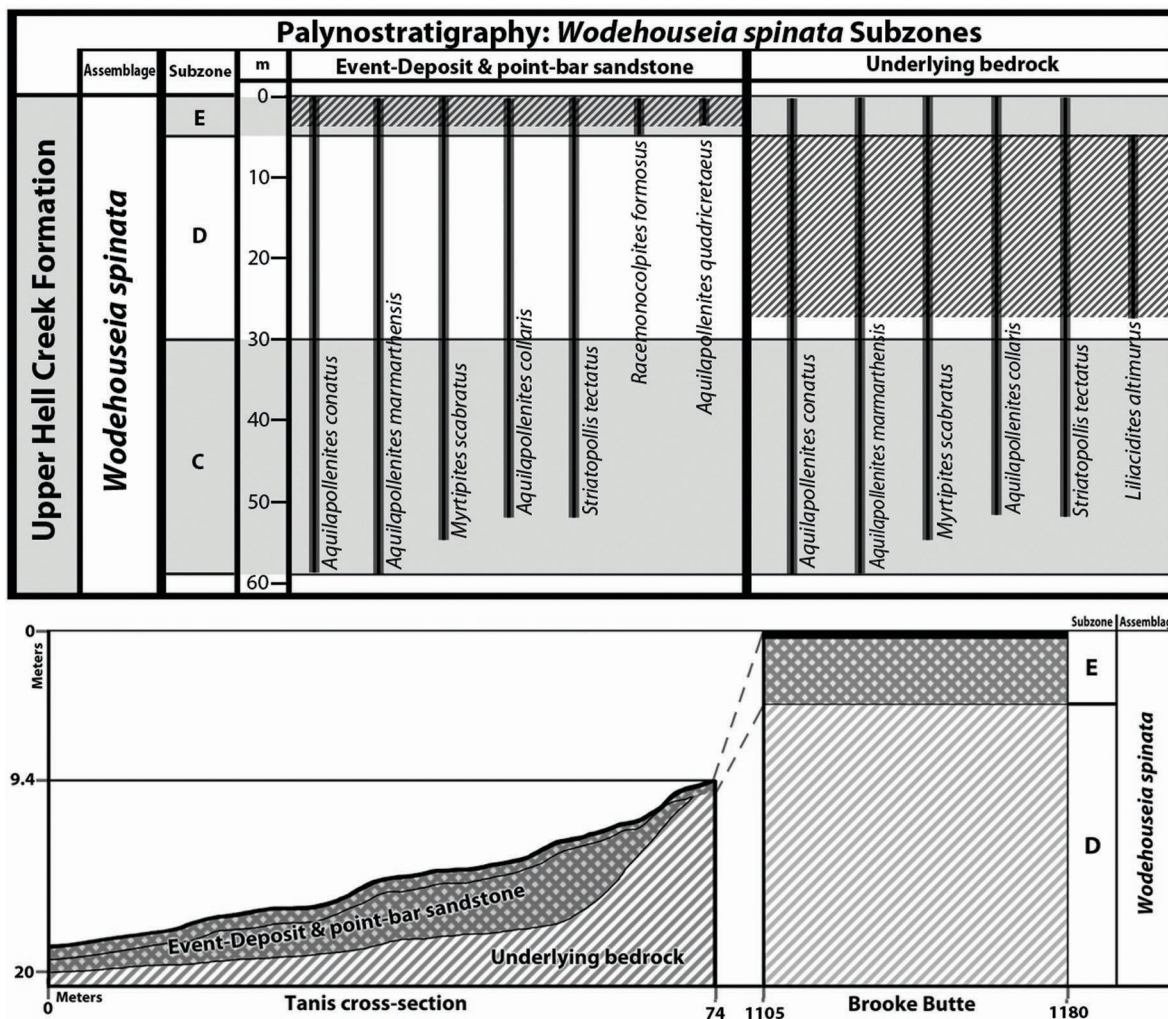 Palynostratigraphy: Wodehouseia spinata Subzones
Assemblage
Subzone
m
Event-Deposit & point-bar sandstone
Underlying bedrock
Upper Hell Creek Formation
Wodehouseia spinata
E
D
C
0
10
20
30
40
50
60
Aquilapollenites conatus
Aquilapollenites marmarthensis
Myrtipites scabratus
Aquilapollenites collaris
Striatopollis tectatus
Racemonocolpites formosus
Aquilapollenites quadricretaeus
Aquilapollenites conatus
Aquilapollenites marmarthensis
Myrtipites scabratus
Aquilapollenites collaris
Striatopollis tectatus
Liliacidites altimurus
0
Meters
9.4
20
Event-Deposit & point-bar sandstone
Underlying bedrock
Subzone
Assemblag
E
D
Wodehouseia spinata
0
Meters
Tanis cross-section
74
1105
Brooke Butte
1180